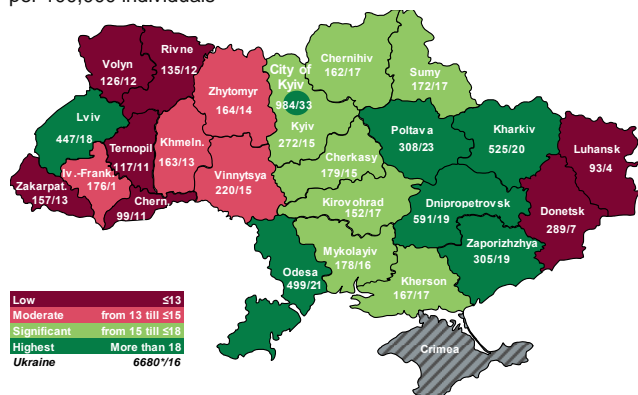 per 100,000 individuals
Volyn
126/12
Rivne
135/12
Zhytomyr
164/14
City of
Kyiv
984/33
Kyiv
272/15
Chernihiv
162/17
Sumy
172/17
Lviv
447/18
Ternopil
117/11
Khmeln.
163/13
Vinnytsya
220/15
Cherkasy
179/15
Poltava
308/23
Kharkiv
525/20
Luhansk
93/4
Zakarpat.
157/13
Iv.-Frank.
176/1
Chern.
99/11
Kirovohrad
152/17
Dnipropetrovsk
591/19
Donetsk
289/7
Odesa
499/21
Mykolayiv
178/16
Kherson
167/17
Zaporizhzhya
305/19
Crimea
Low ≤13
Moderate from 13 till ≤15
Significant from 15 till ≤18
Highest More than 18
Ukraine 6680*/16